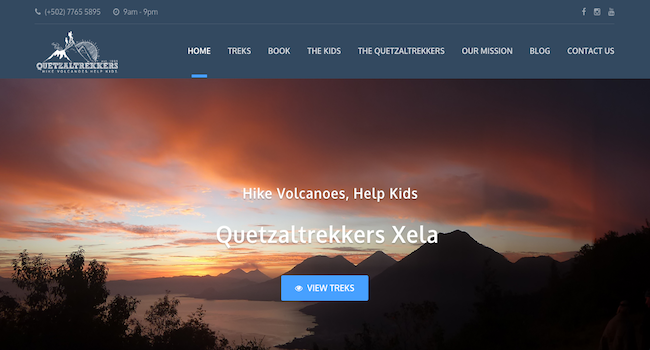 (+502) 7765 5895 9am - 9pm
QUETZALTREKKERS
HIKE VOLCANOES HELP KIDS
HOME TREKS BOOK THE KIDS THE QUETZALTREKKERS OUR MISSION BLOG CONTACT US
Hike Volcanoes, Help Kids
Quetzaltrekkers Xela
VIEW TREKS